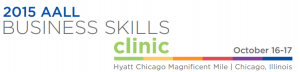 2015 AALL
BUSINESS SKILLS
clinic
October 16-17
Hyatt Chicago Magnificent Mile | Chicago, Illinois